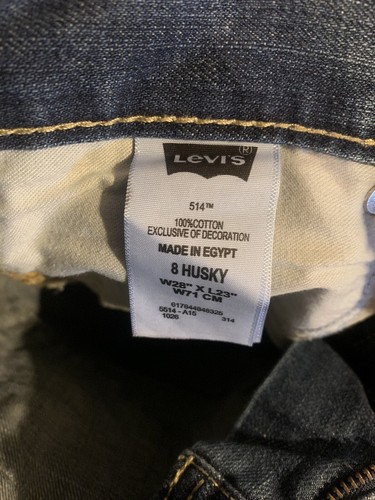 LEVI'S (R)
514™
100%COTTON
EXCLUSIVE OF DECORATION
MADE IN EGYPT
8 HUSKY
W28" X L23"
W71 CM
617644948325
5514 - A15 314
1026